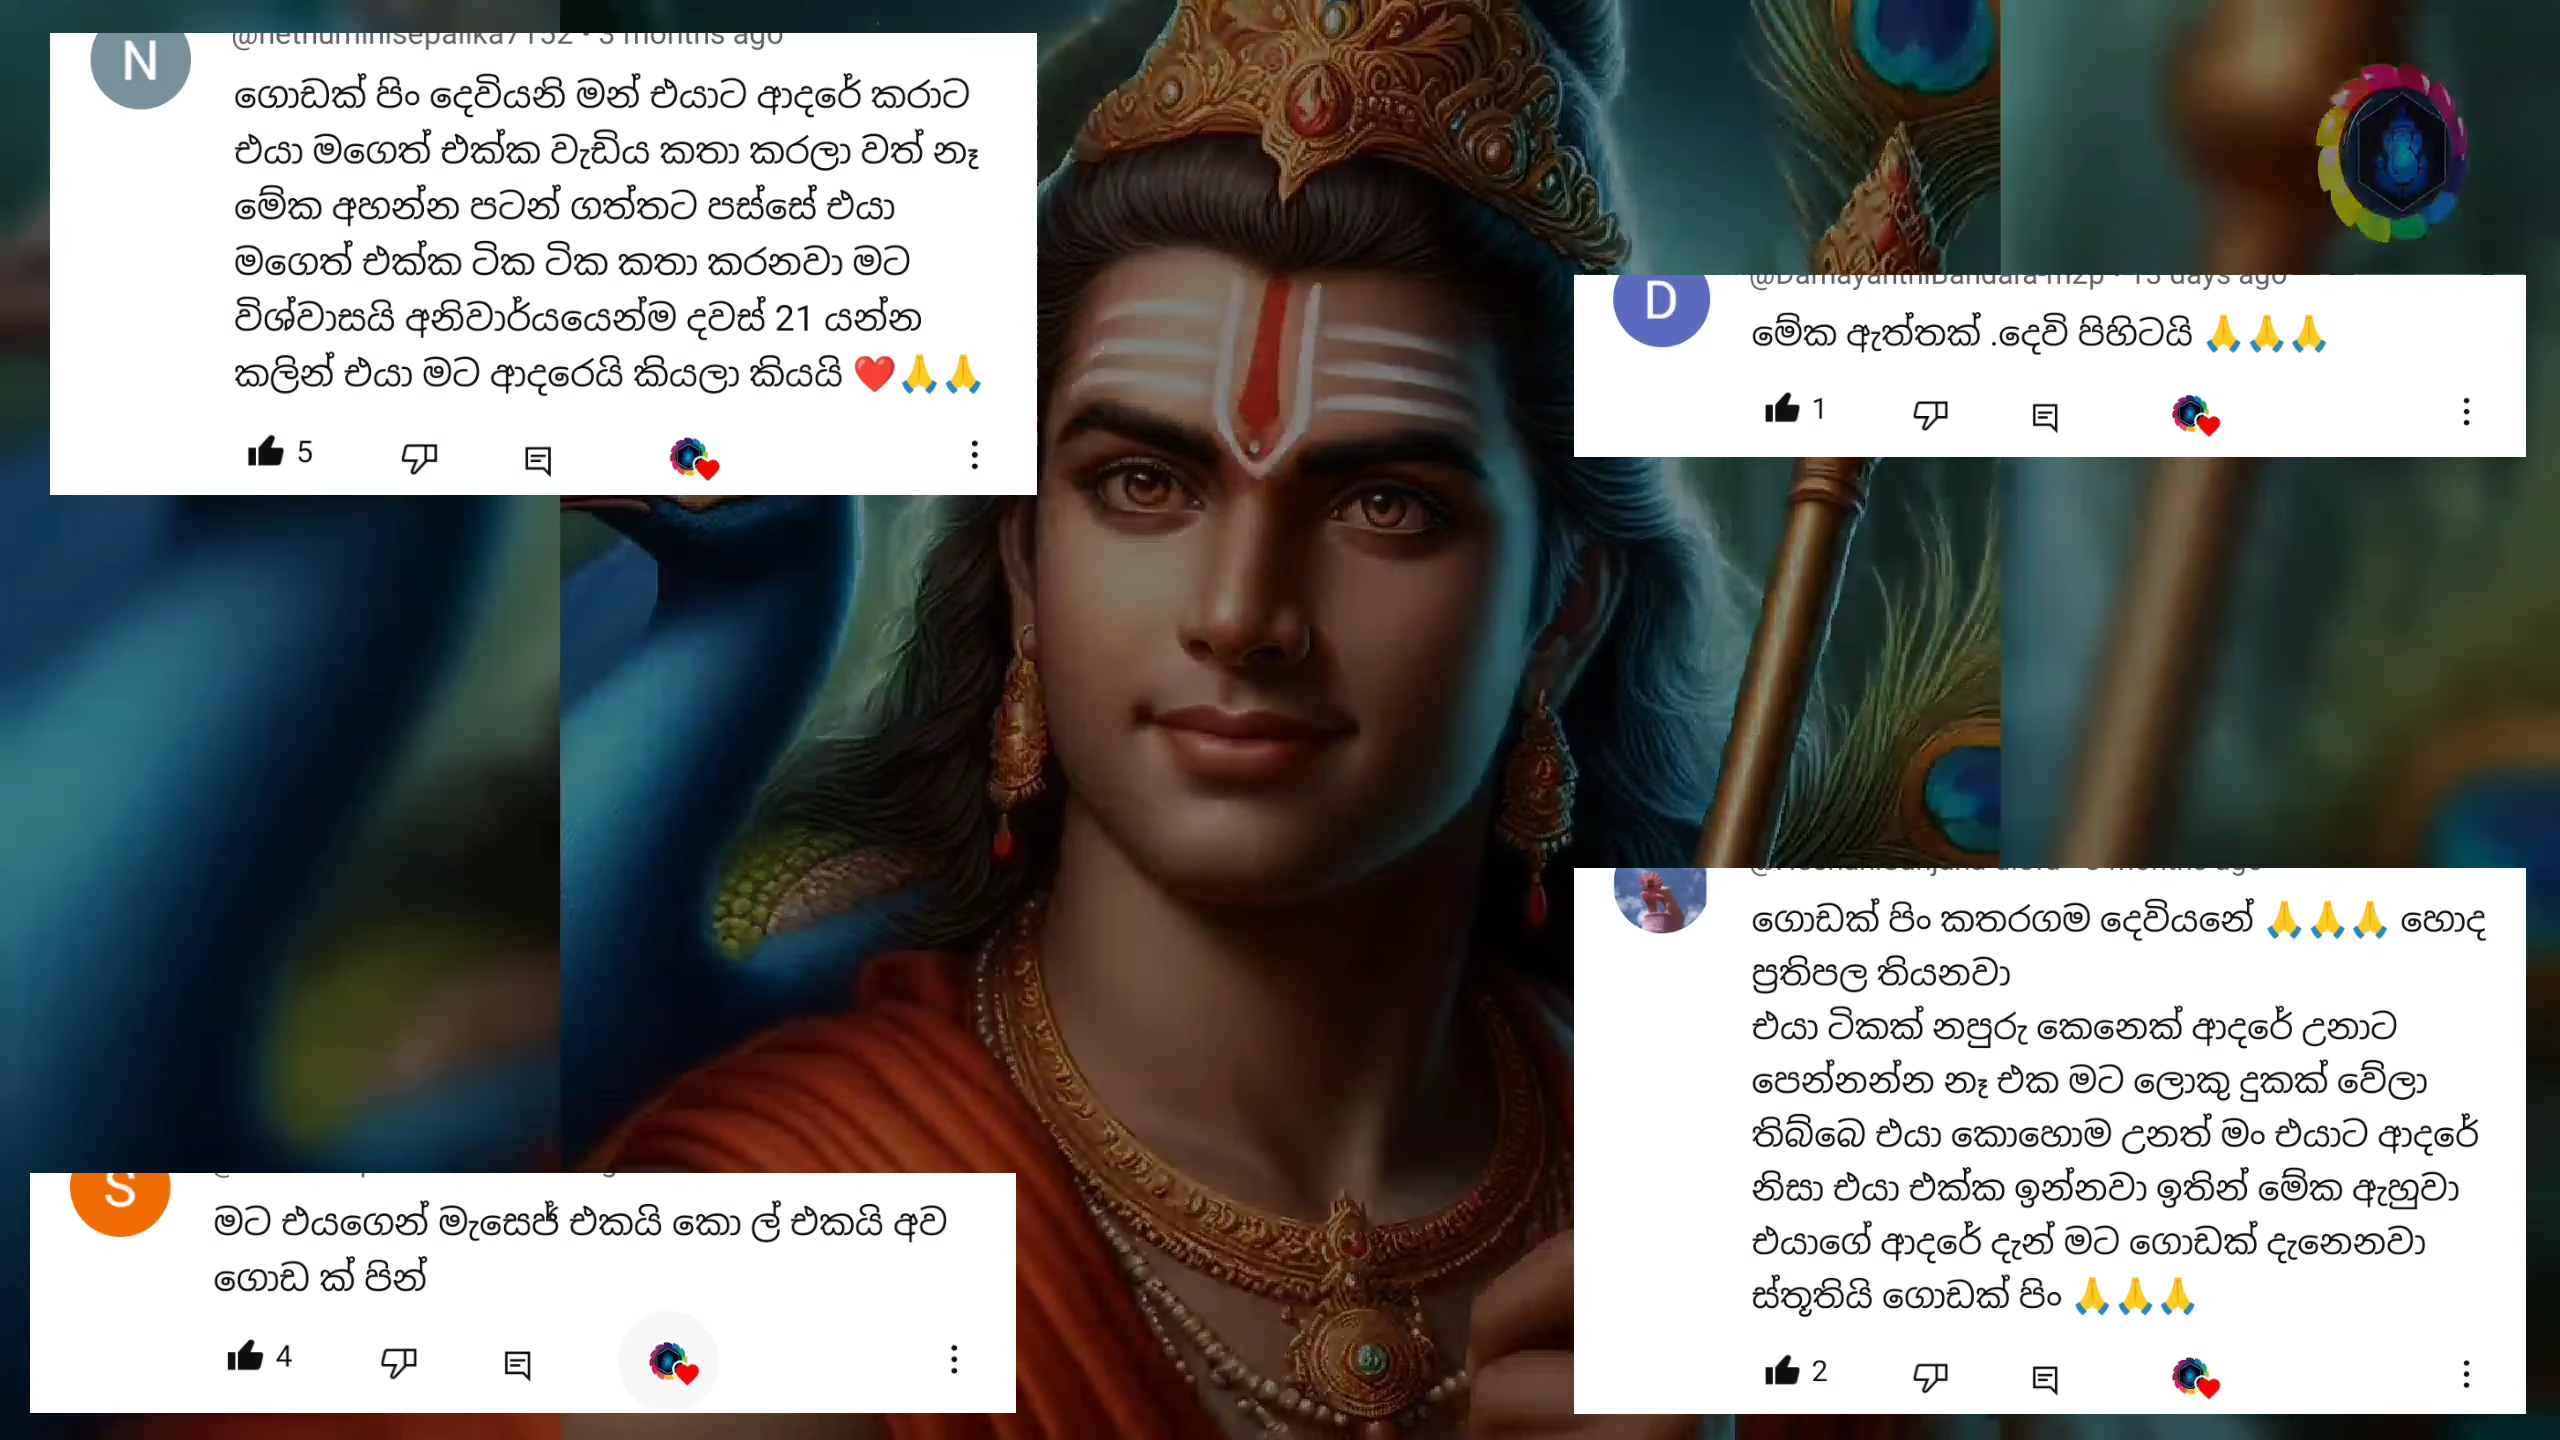 ගොඩක් පිං දෙවියනි මන් එයාට ආදරේ කරාට
එයා මගෙත් එක්ක වැඩිය කතා කරලා වත් නෑ
මේක අහන්න පටන් ගත්තට පස්සේ එයා
මගෙත් එක්ක ටික ටික කතා කරනවා මට
විශ්වාසයි අනිවාර්යයෙන්ම දවස් 21 යන්න
කලින් එයා මට ආදරෙයි කියලා කියයි ❤️🙏🙏
5
මේක ඇත්තක් .දෙවි පිහිටයි 🙏🙏🙏
1
මට එයගෙන් මැසෙජ් එකයි කො ල් එකයි අව
ගොඩ ක් පින්
4
ගොඩක් පිං කතරගම දෙවියනේ 🙏🙏🙏 හොද
ප්‍රතිපල තියනවා
එයා ටිකක් නපුරු කෙනෙක් ආදරේ උනාට
පෙන්නන්න නෑ එක මට ලොකු දුකක් වේලා
තිබ්බෙ එයා කොහොම උනත් මං එයාට ආදරේ
නිසා එයා එක්ක ඉන්නවා ඉතින් මේක ඇහුවා
එයාගේ ආදරේ දැන් මට ගොඩක් දැනෙනවා
ස්තූතියි ගොඩක් පිං 🙏🙏🙏
2